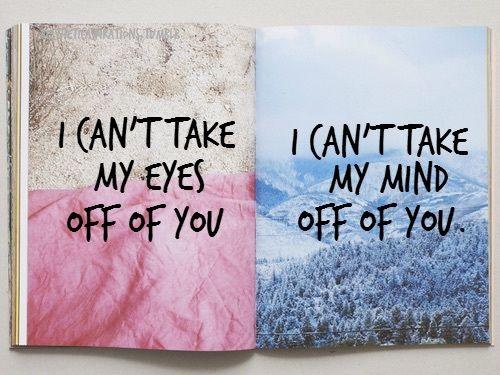 I CAN'T TAKE
MY EYES
OFF OF YOU
I CAN'T TAKE
MY MIND
OFF OF YOU.